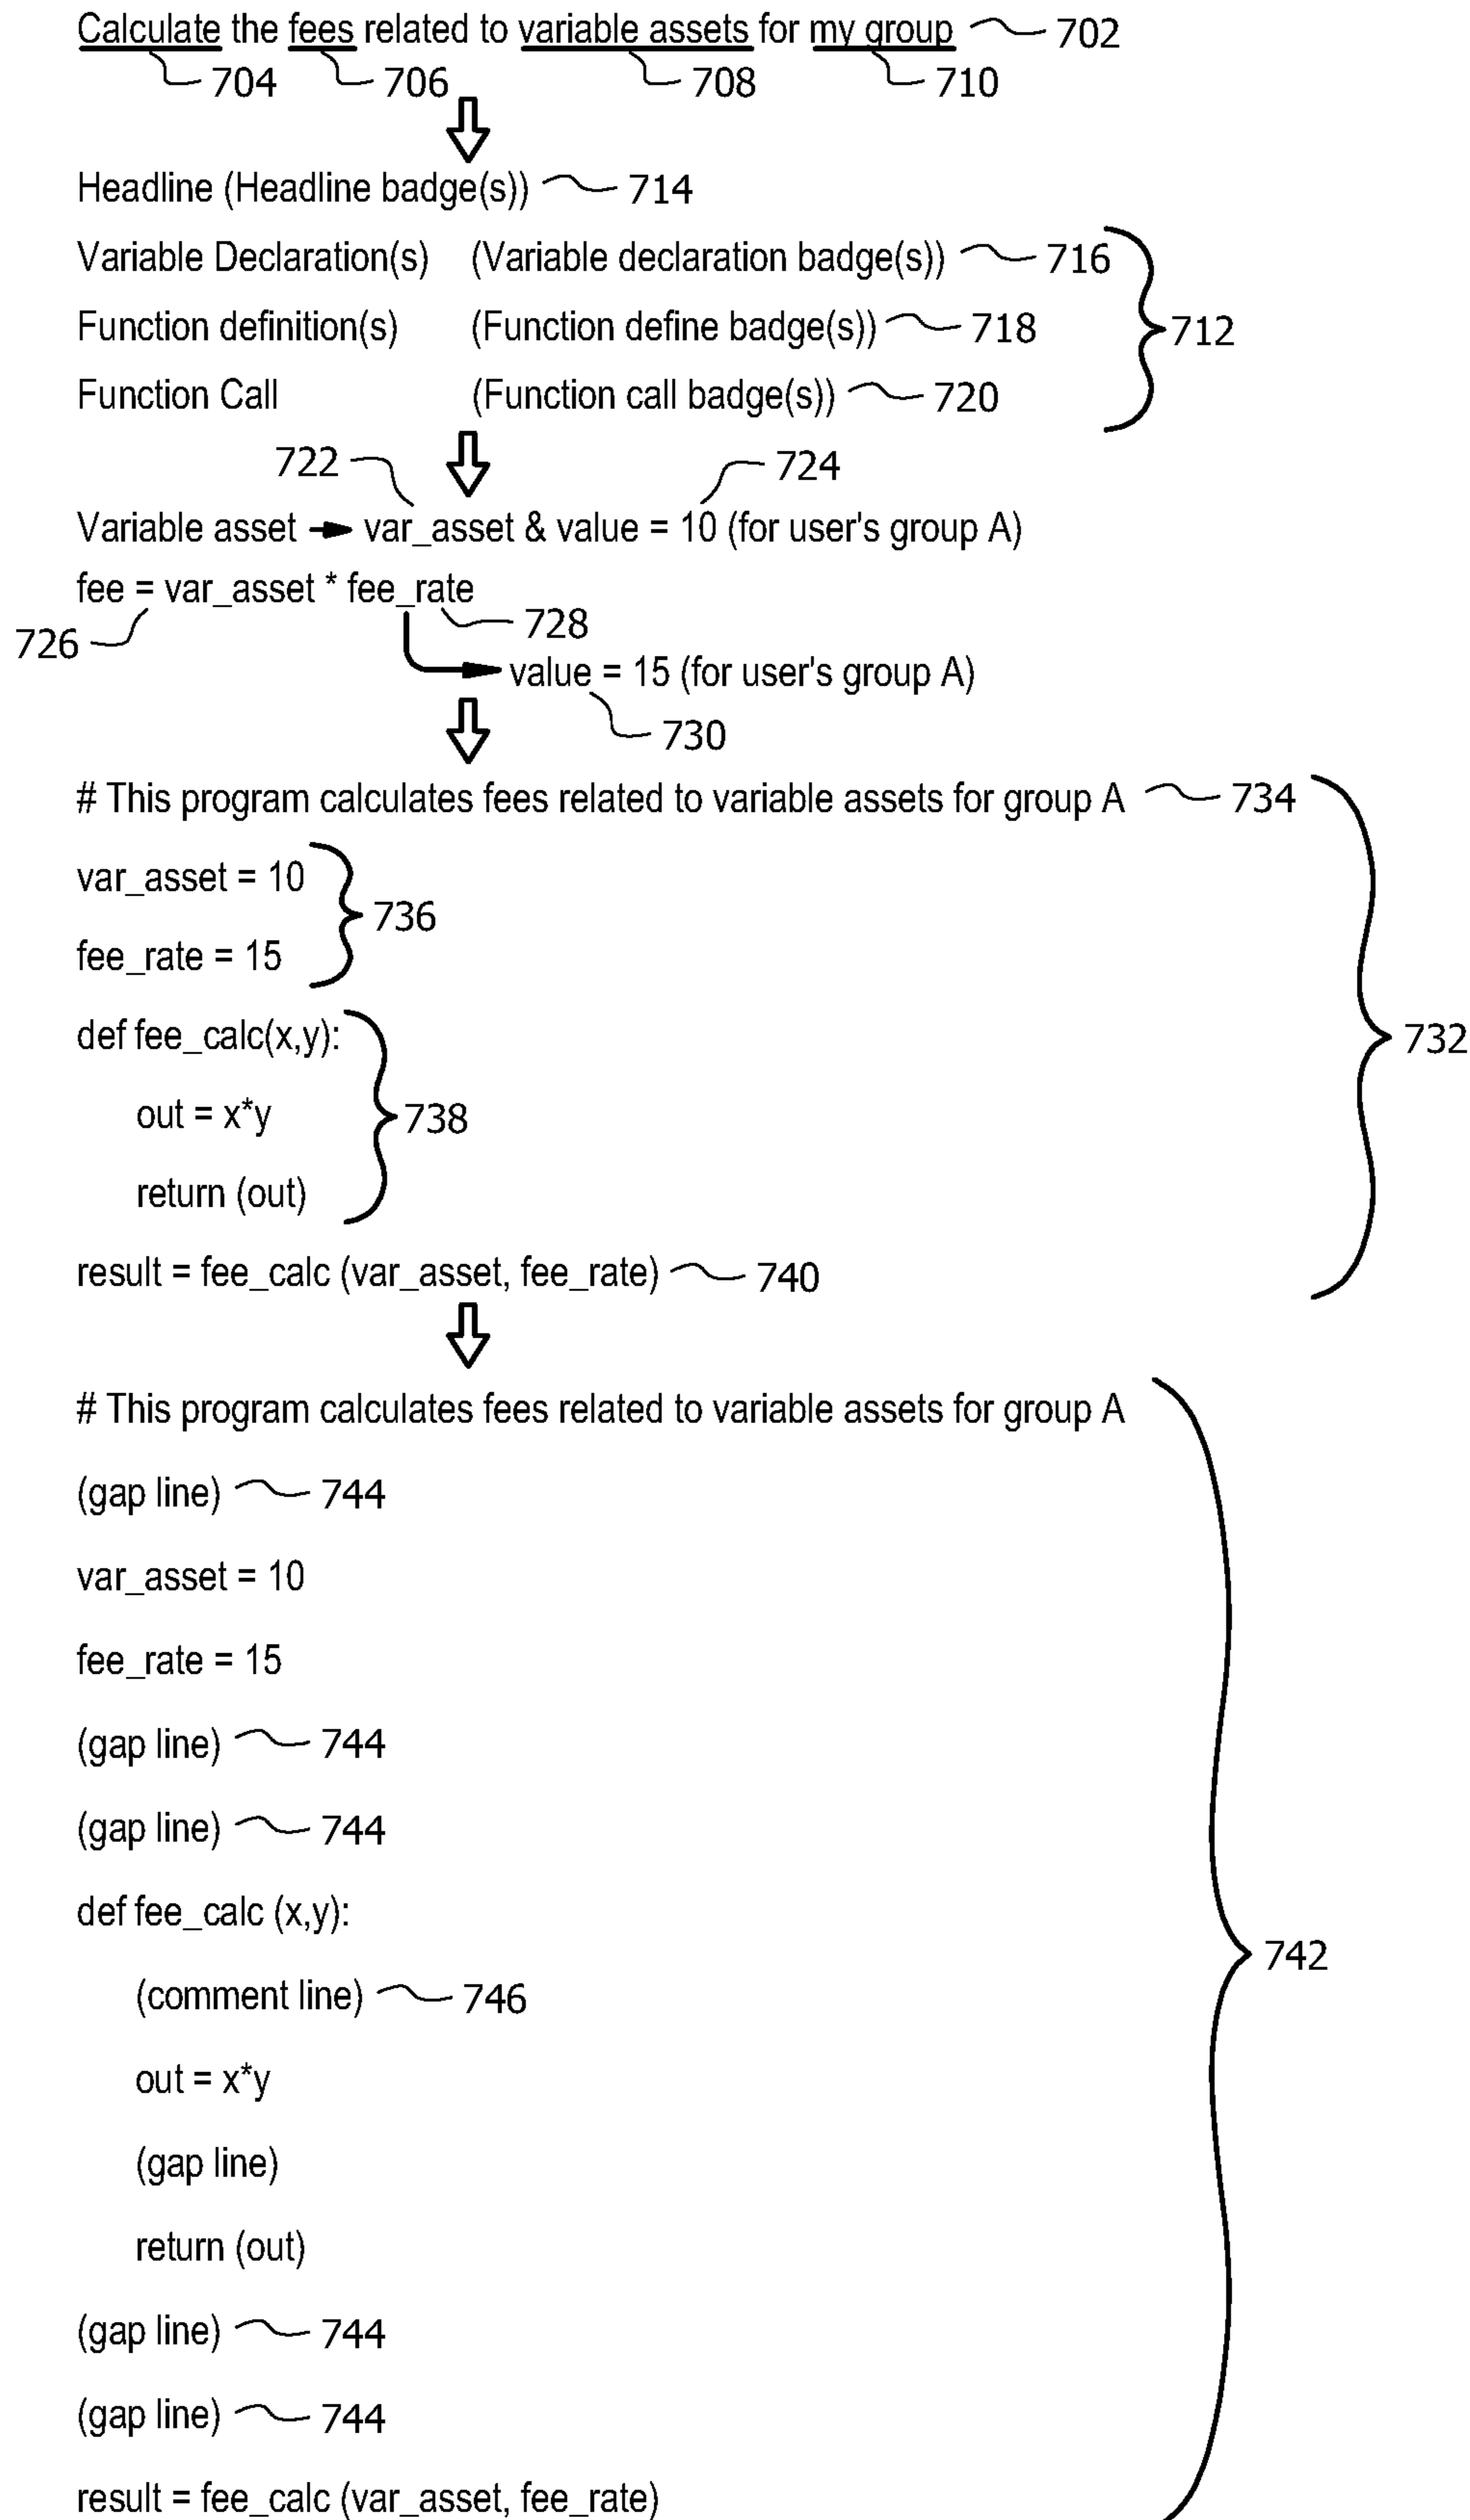 Calculate the fees related to variable assets for my group 702
704 706 708 710
Headline (Headline badge(s)) 714
Variable Declaration(s) (Variable declaration badge(s)) 716
Function definition(s) (Function define badge(s)) 718
712
Function Call (Function call badge(s)) 720
722 724
Variable asset → var_asset & value = 10 (for user's group A)
fee = var_asset * fee_rate
726 728
value = 15 (for user's group A)
730
# This program calculates fees related to variable assets for group A 734
var_asset = 10
736
fee_rate = 15
def fee_calc(x,y):
732
out = x*y
738
return (out)
result = fee_calc (var_asset, fee_rate) 740
# This program calculates fees related to variable assets for group A
(gap line) 744
var_asset = 10
fee_rate = 15
(gap line) 744
(gap line) 744
def fee_calc (x,y):
742
(comment line) 746
out = x*y
(gap line)
return (out)
(gap line) 744
(gap line) 744
result = fee_calc (var_asset, fee_rate)